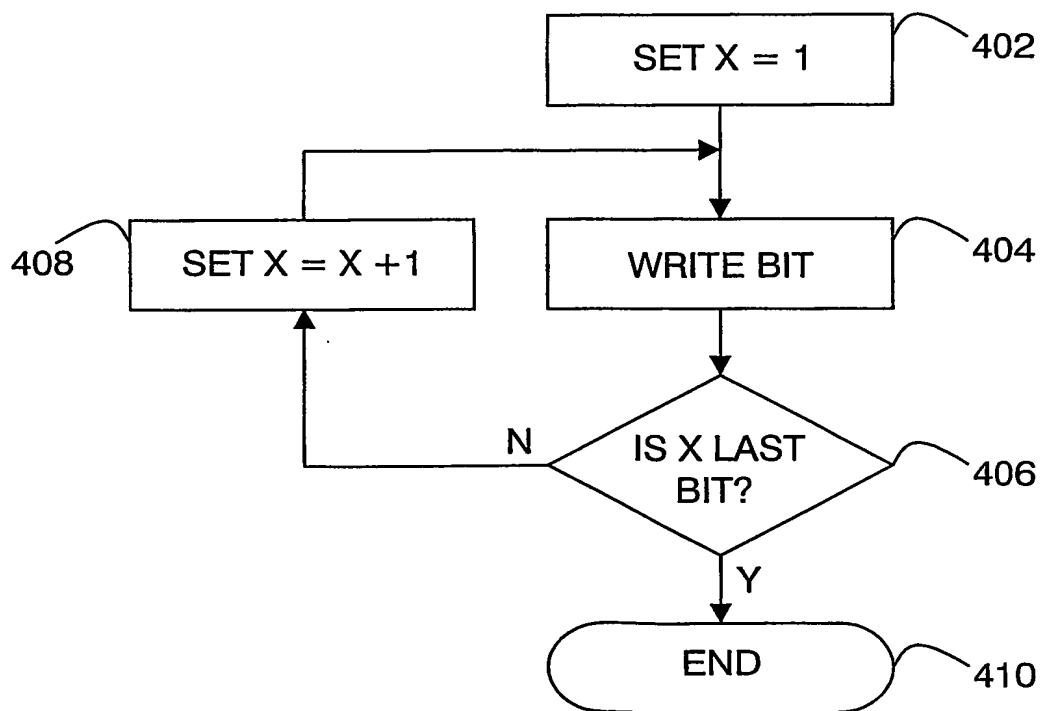 SET X = 1
402
SET X = X +1
408
WRITE BIT
404
N
IS X LAST
BIT?
406
Y
END
410